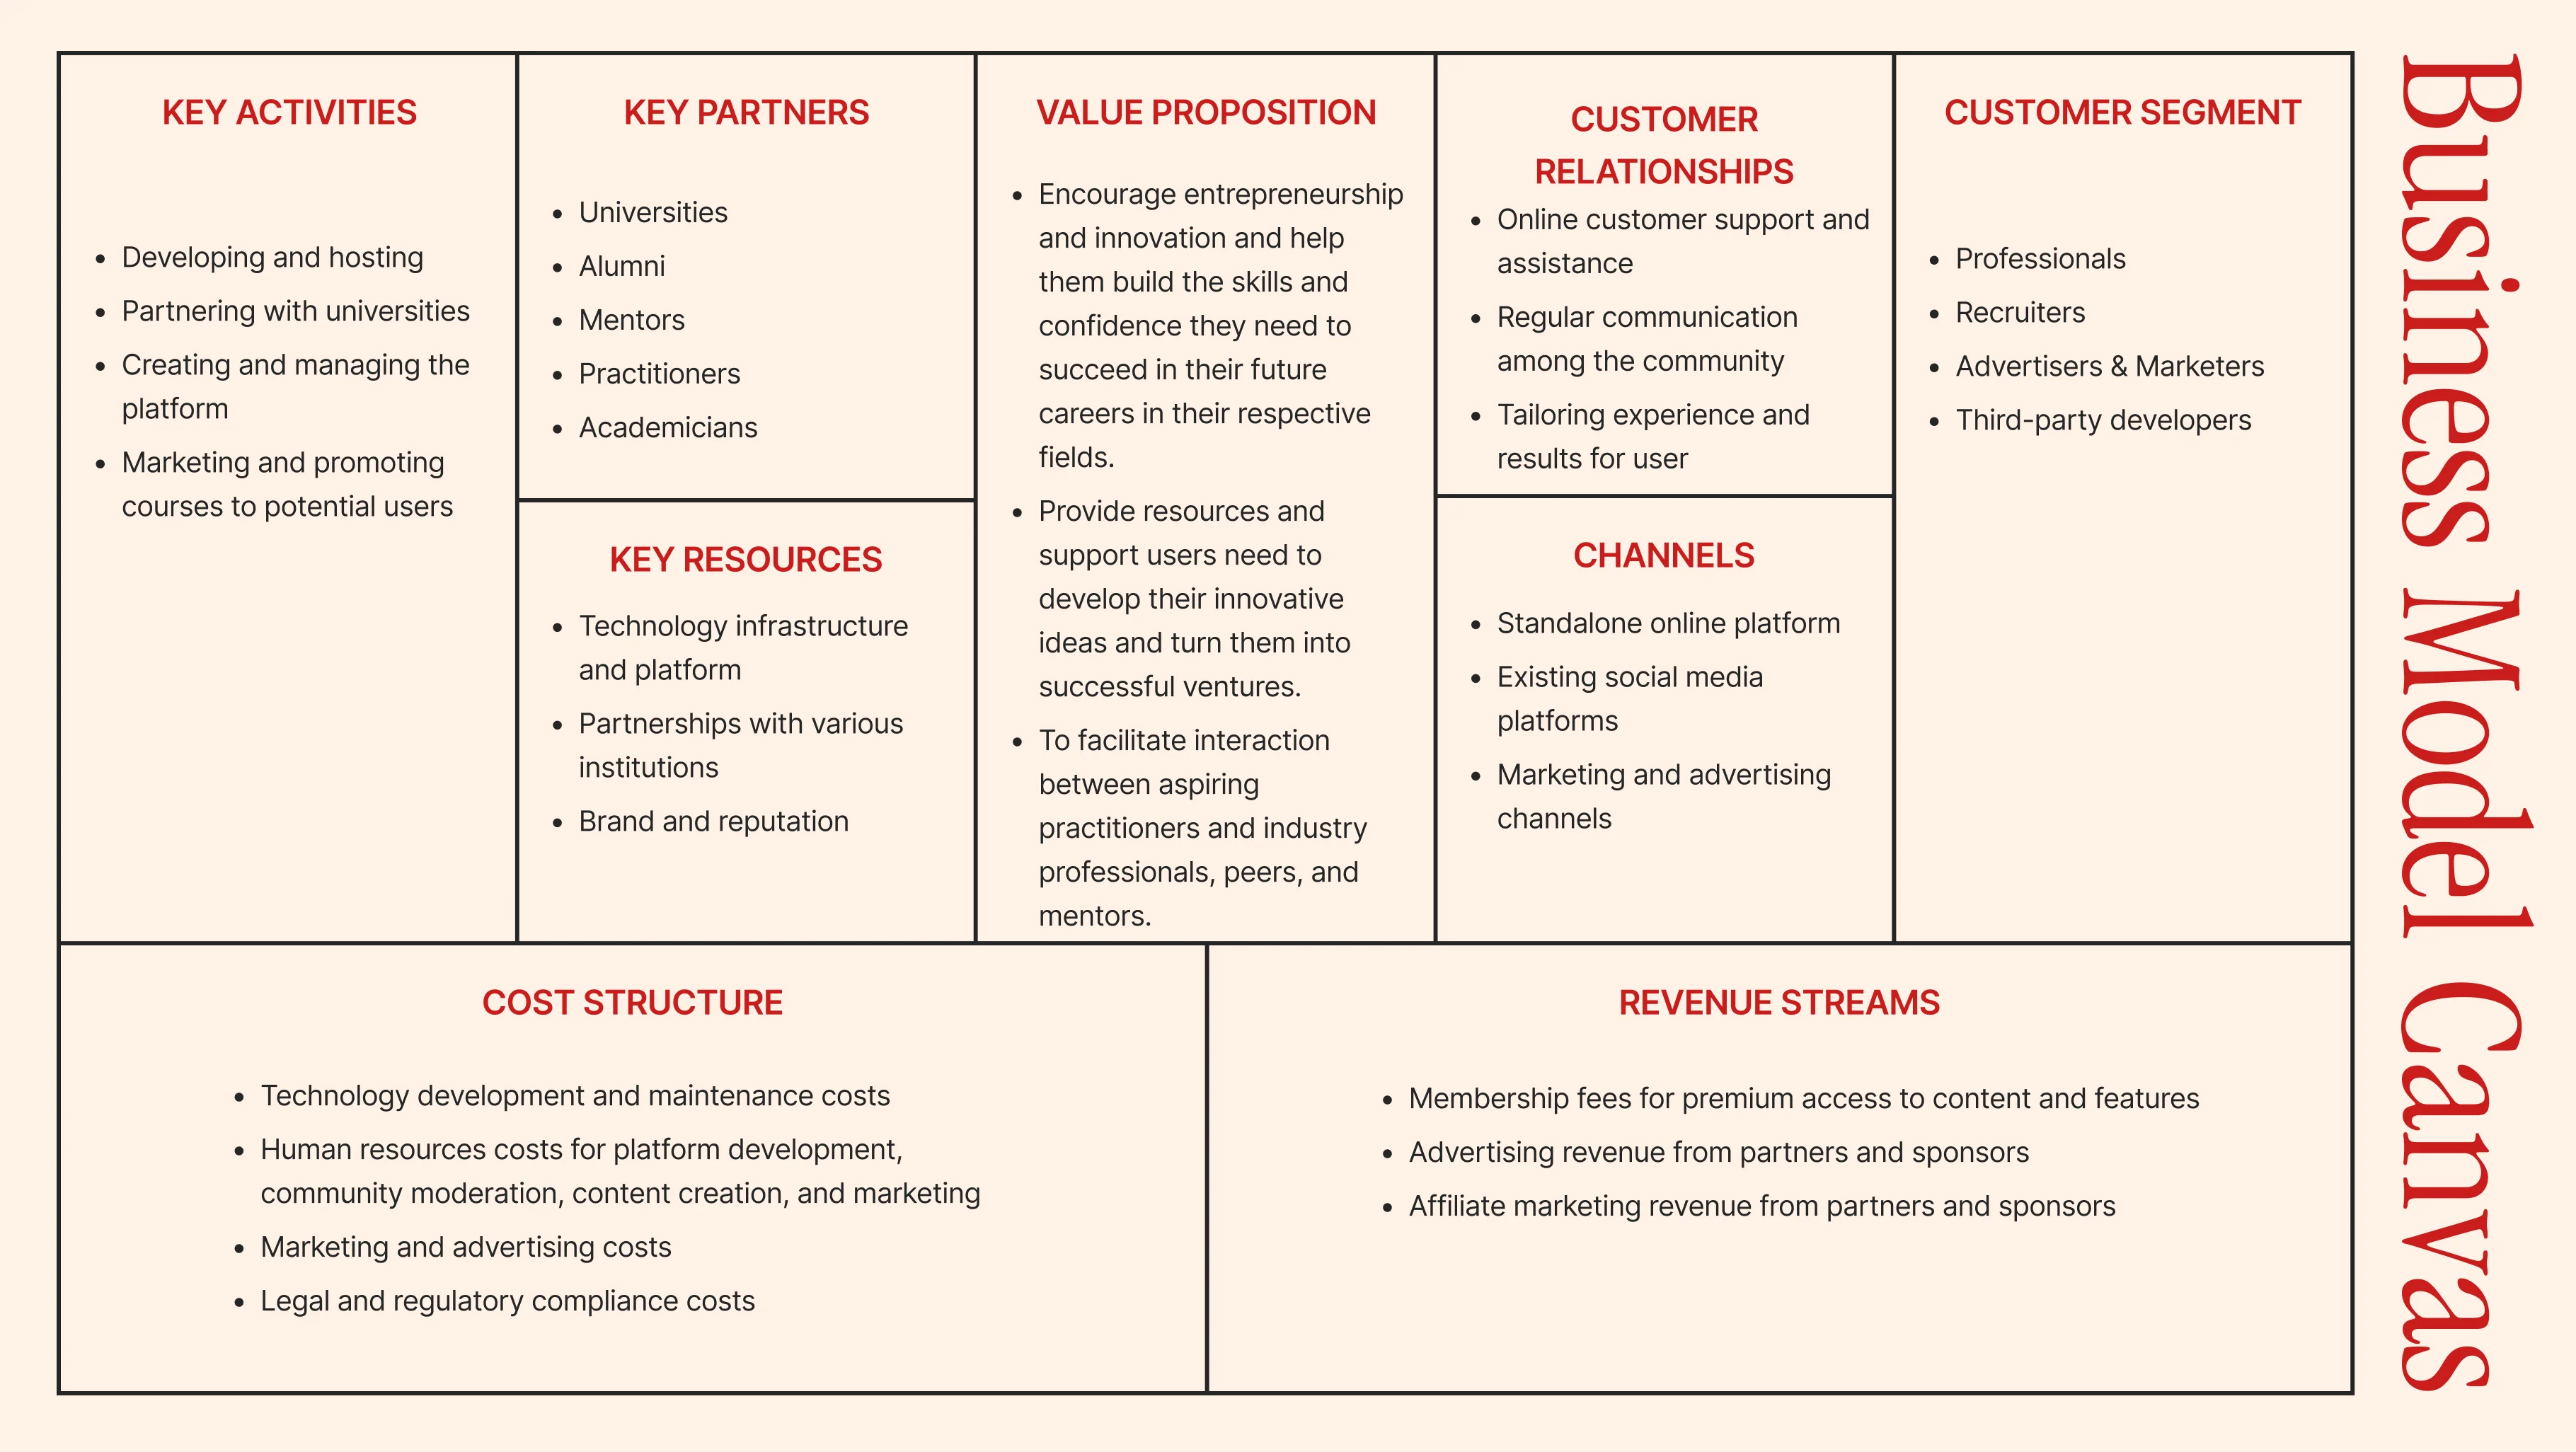 KEY ACTIVITIES
• Developing and hosting
• Partnering with universities
• Creating and managing the
platform
• Marketing and promoting
courses to potential users
KEY PARTNERS
• Universities
• Alumni
• Mentors
• Practitioners
• Academicians
KEY RESOURCES
• Technology infrastructure
and platform
• Partnerships with various
institutions
• Brand and reputation
VALUE PROPOSITION
• Encourage entrepreneurship
and innovation and help
them build the skills and
confidence they need to
succeed in their future
careers in their respective
fields.
• Provide resources and
support users need to
develop their innovative
ideas and turn them into
successful ventures.
• To facilitate interaction
between aspiring
practitioners and industry
professionals, peers, and
mentors.
CUSTOMER
RELATIONSHIPS
• Online customer support and
assistance
• Regular communication
among the community
• Tailoring experience and
results for user
CHANNELS
• Standalone online platform
• Existing social media
platforms
• Marketing and advertising
channels
CUSTOMER SEGMENT
• Professionals
• Recruiters
• Advertisers & Marketers
• Third-party developers
COST STRUCTURE
• Technology development and maintenance costs
• Human resources costs for platform development,
community moderation, content creation, and marketing
• Marketing and advertising costs
• Legal and regulatory compliance costs
REVENUE STREAMS
• Membership fees for premium access to content and features
• Advertising revenue from partners and sponsors
• Affiliate marketing revenue from partners and sponsors
Business Model Canvas